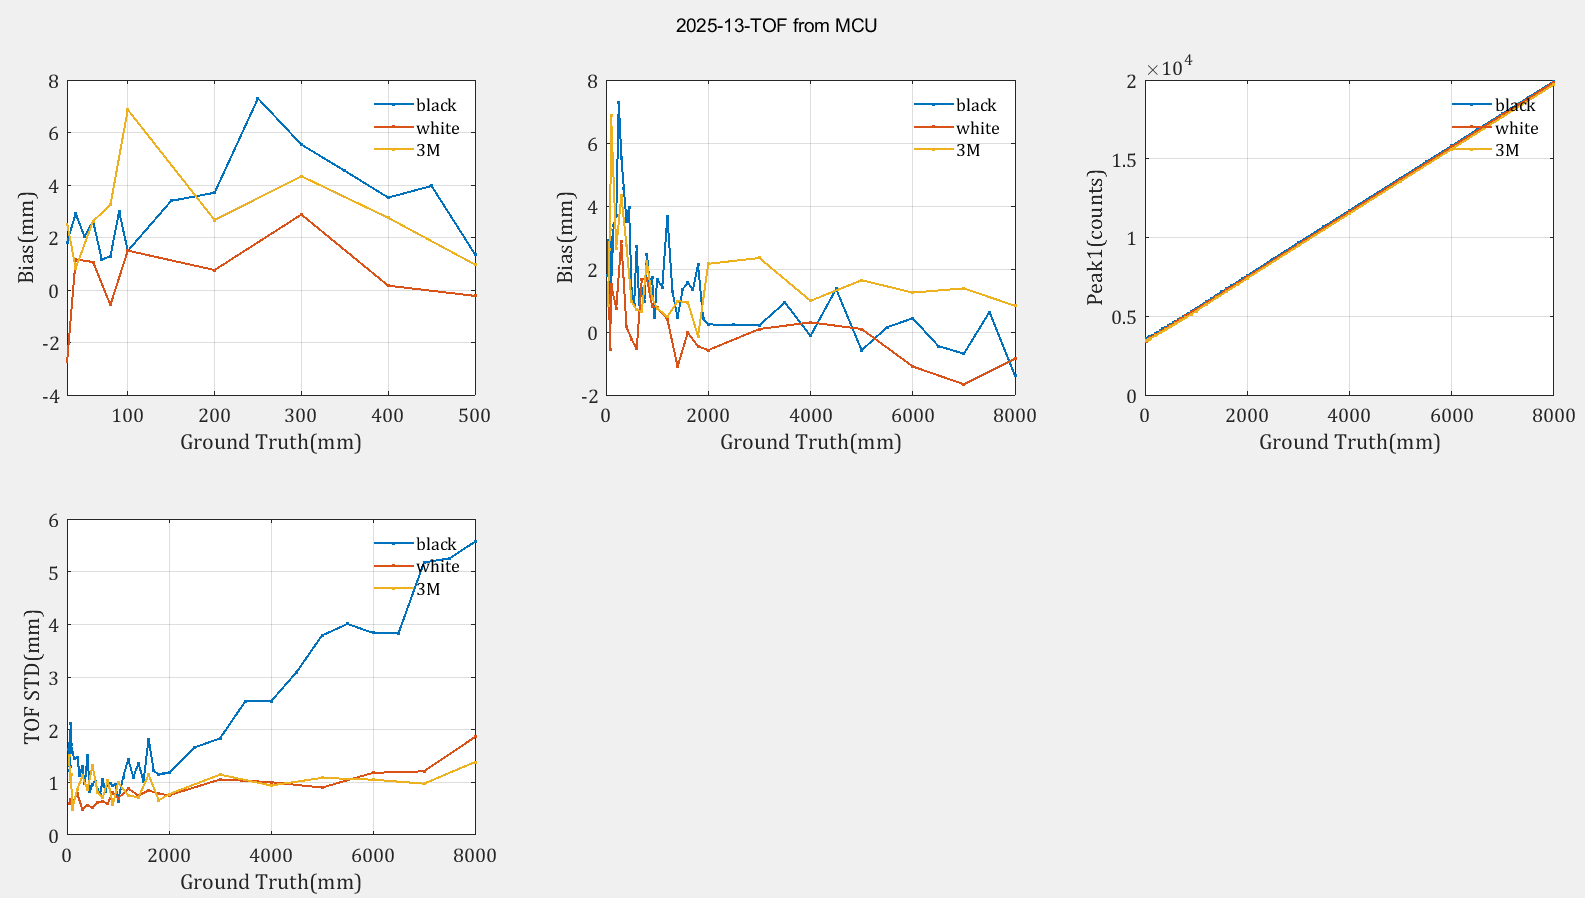 2025-13-TOF from MCU
8
6
4
2
0
-2
-4
100 200 300 400 500
Bias(mm)
Ground Truth(mm)
black
white
3M
8
6
4
2
0
-2
0 2000 4000 6000 8000
Bias(mm)
Ground Truth(mm)
black
white
3M
×10⁴
2
1.5
1
0.5
0
0 2000 4000 6000 8000
Peak1(counts)
Ground Truth(mm)
black
white
3M
6
5
4
3
2
1
0
0 2000 4000 6000 8000
TOF STD(mm)
Ground Truth(mm)
black
white
3M